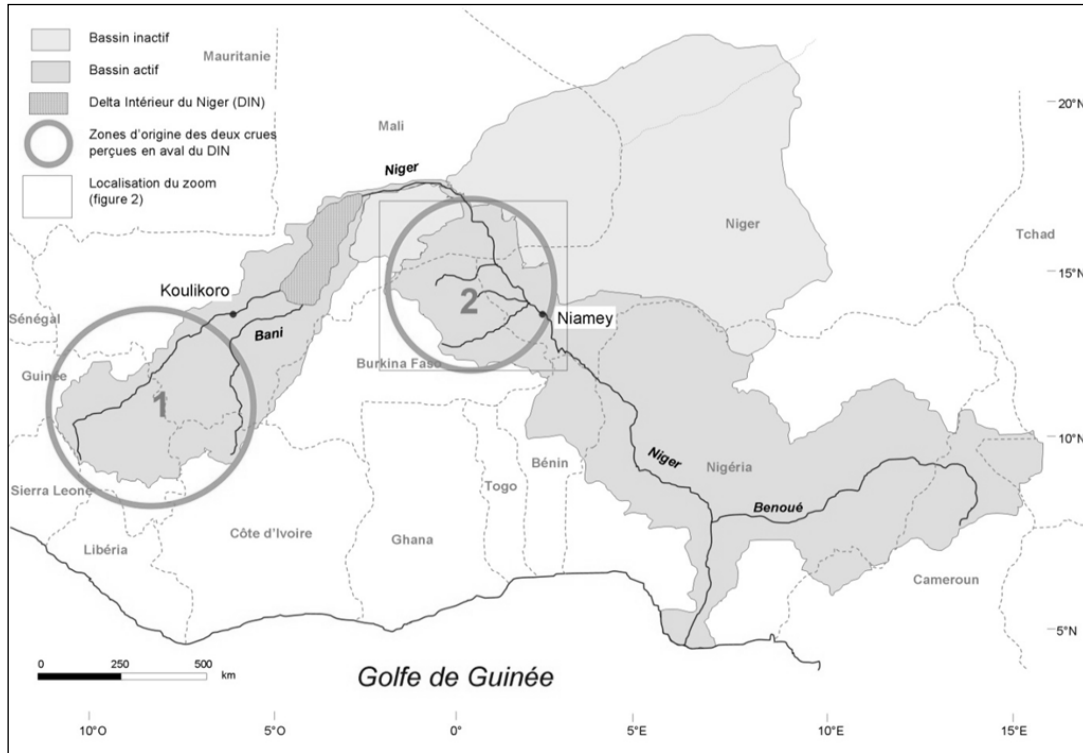 Bassin inactif
Bassin actif
Delta Intérieur du Niger (DIN)
Zones d'origine des deux crues
perçues en aval du DIN
Localisation du zoom
(figure 2)
Mauritanie
Mali
Niger
Niger
Tchad
20°N
15°N
10°N
5°N
Koulikoro
Bani
Sénégal
Guinée
1
2
Niamey
Burkina Faso
Sierra Leone
Libéria
Côte d'Ivoire
Ghana
Togo
Bénin
Niger
Nigéria
Benoué
Cameroun
0 250 500
km
Golfe de Guinée
10°O 5°O 0° 5°E 10°E 15°E